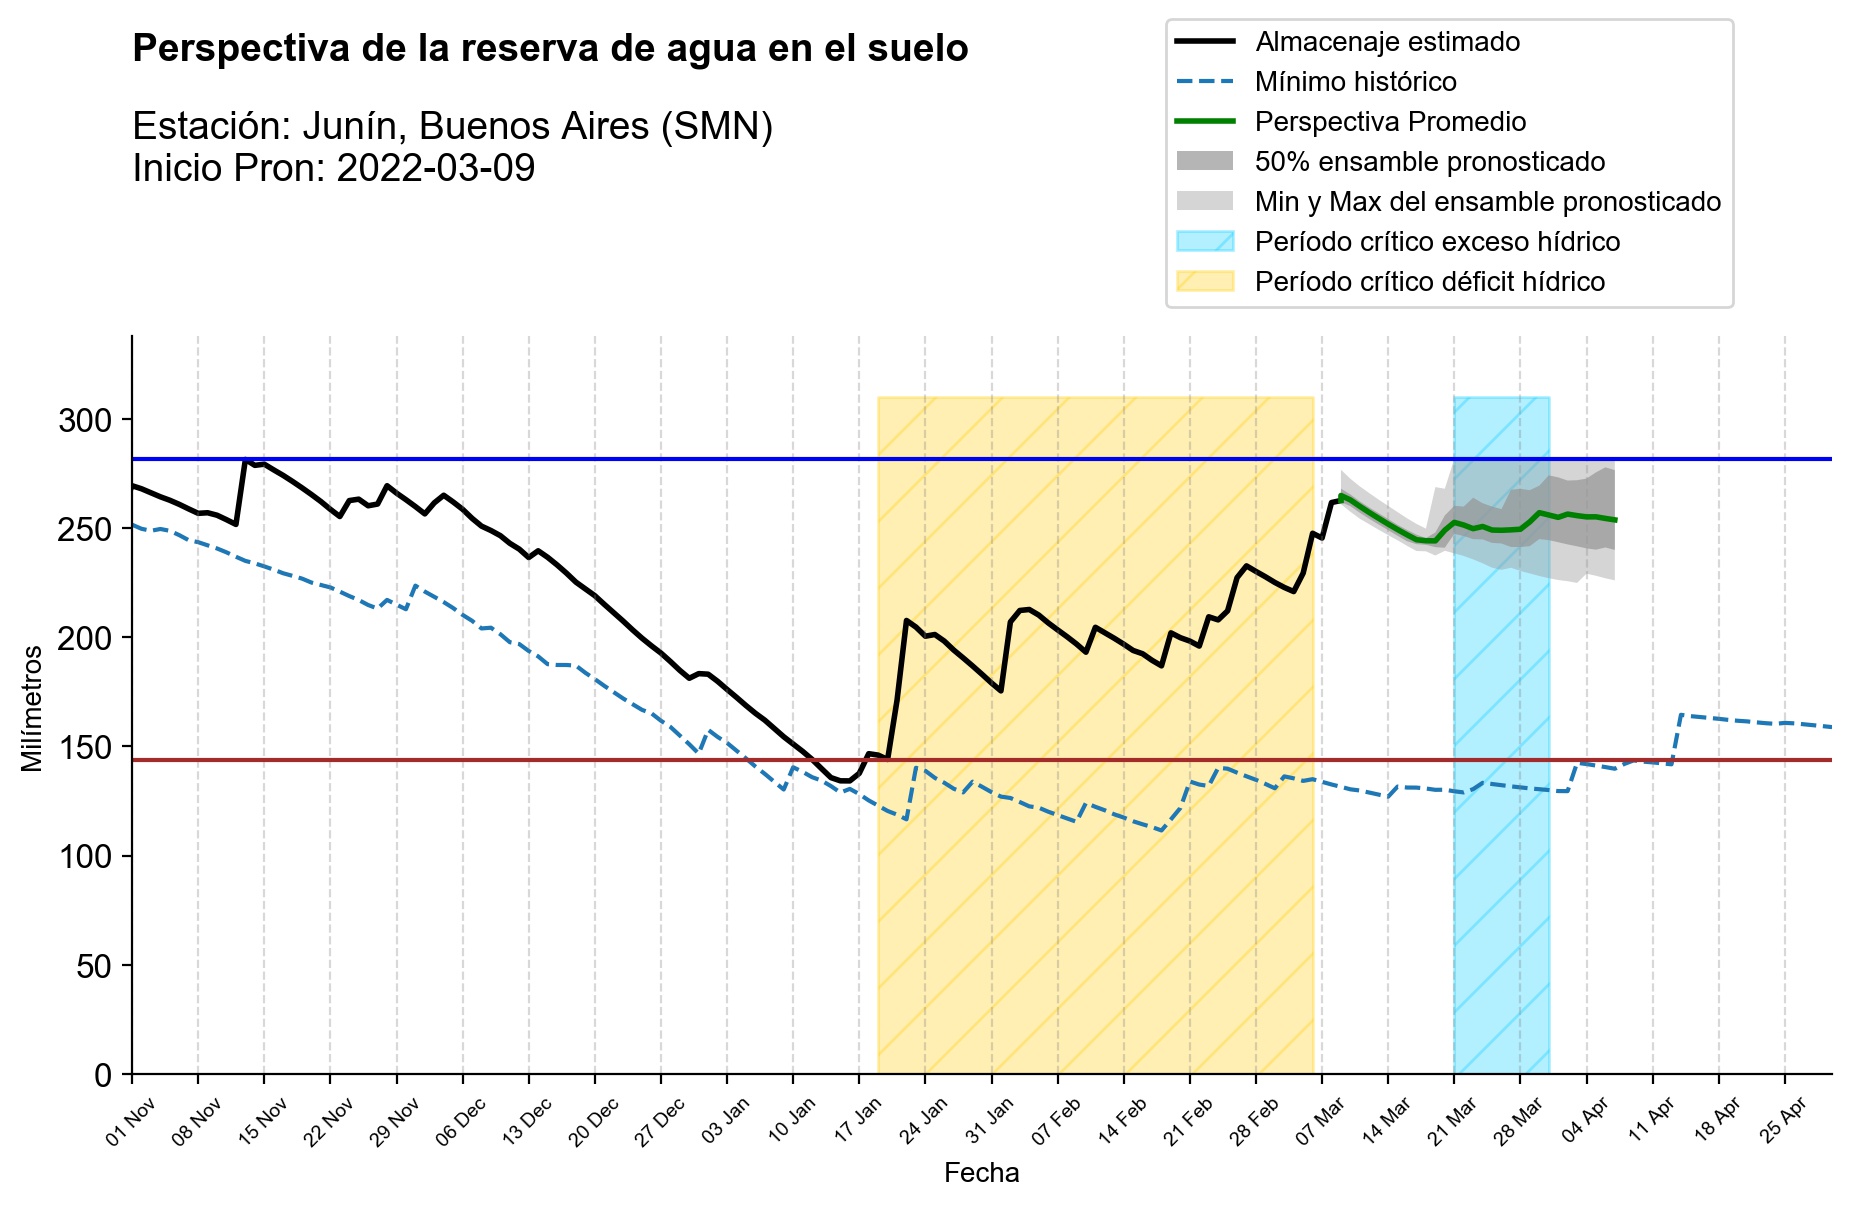 Perspectiva de la reserva de agua en el suelo
Estación: Junín, Buenos Aires (SMN)
Inicio Pron: 2022-03-09
Almacenaje estimado
Mínimo histórico
Perspectiva Promedio
50% ensamble pronosticado
Min y Max del ensamble pronosticado
Período crítico exceso hídrico
Período crítico déficit hídrico
Milímetros
300
250
200
150
100
50
0
01 Nov
08 Nov
15 Nov
22 Nov
29 Nov
06 Dec
13 Dec
20 Dec
27 Dec
03 Jan
10 Jan
17 Jan
24 Jan
31 Jan
07 Feb
14 Feb
21 Feb
28 Feb
07 Mar
14 Mar
21 Mar
28 Mar
04 Apr
11 Apr
18 Apr
25 Apr
Fecha